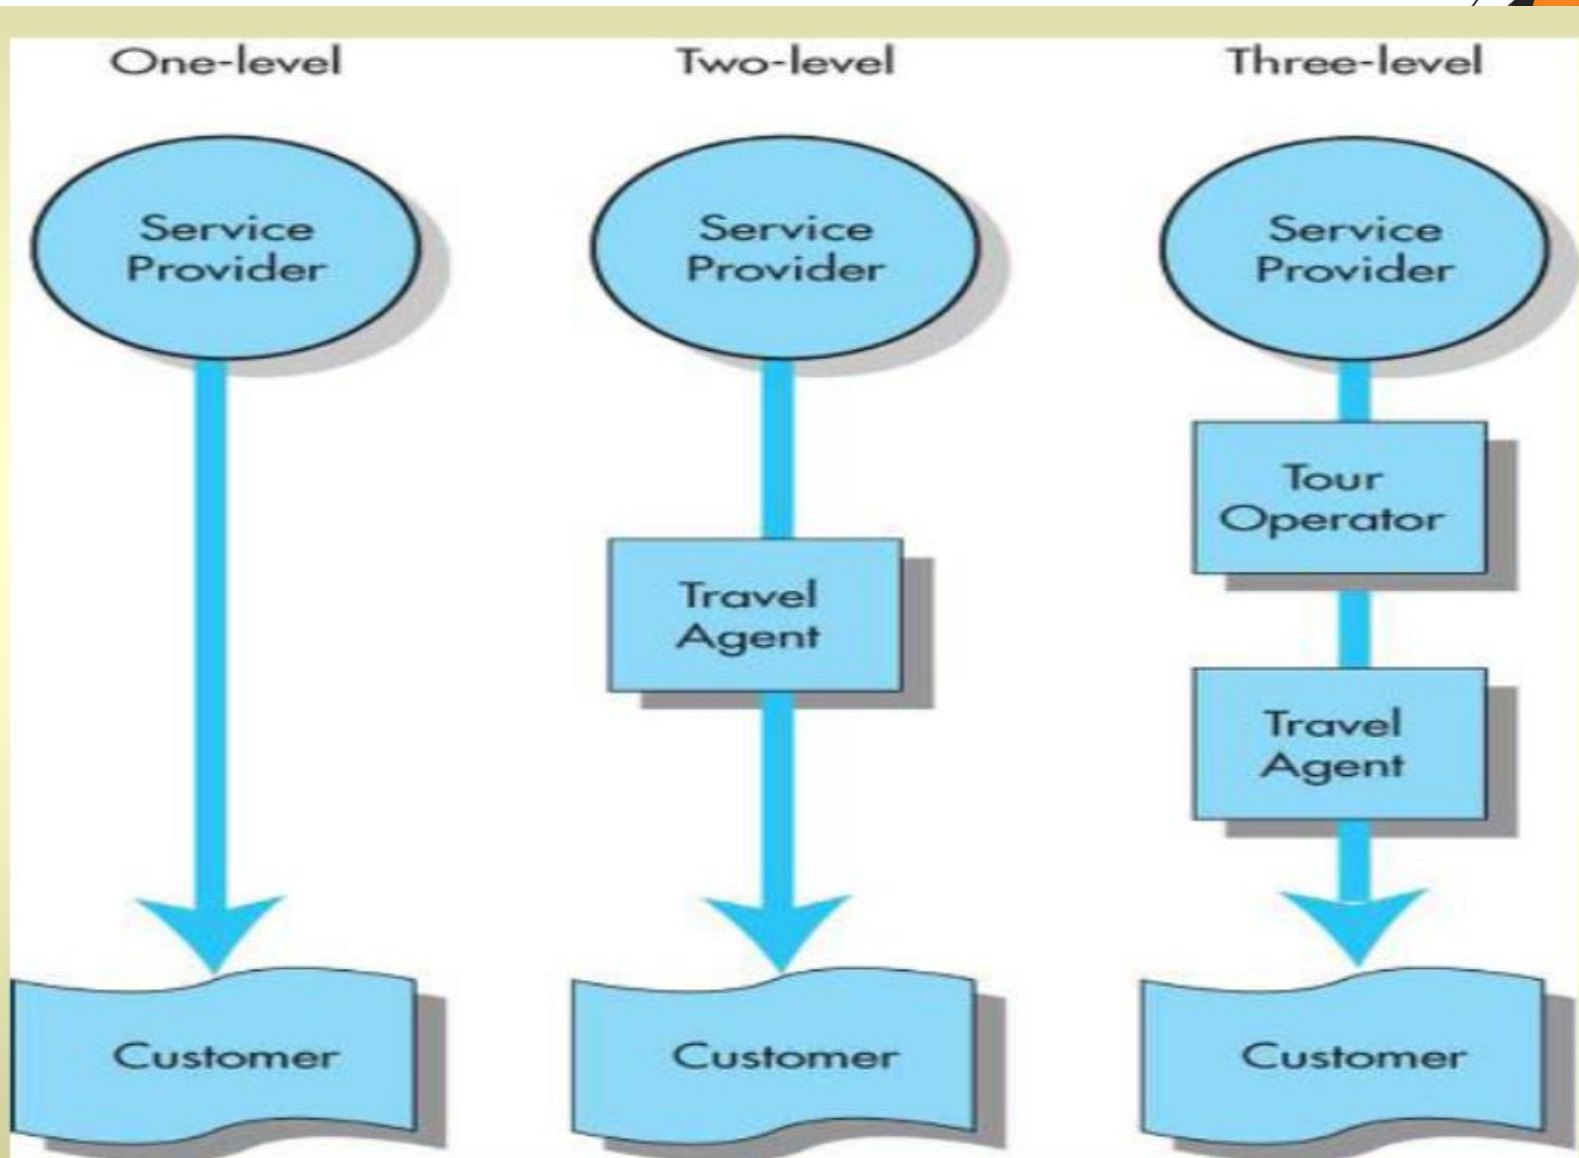 One-level
Two-level
Three-level
Service
Provider
Service
Provider
Service
Provider
Tour
Operator
Travel
Agent
Travel
Agent
Customer
Customer
Customer